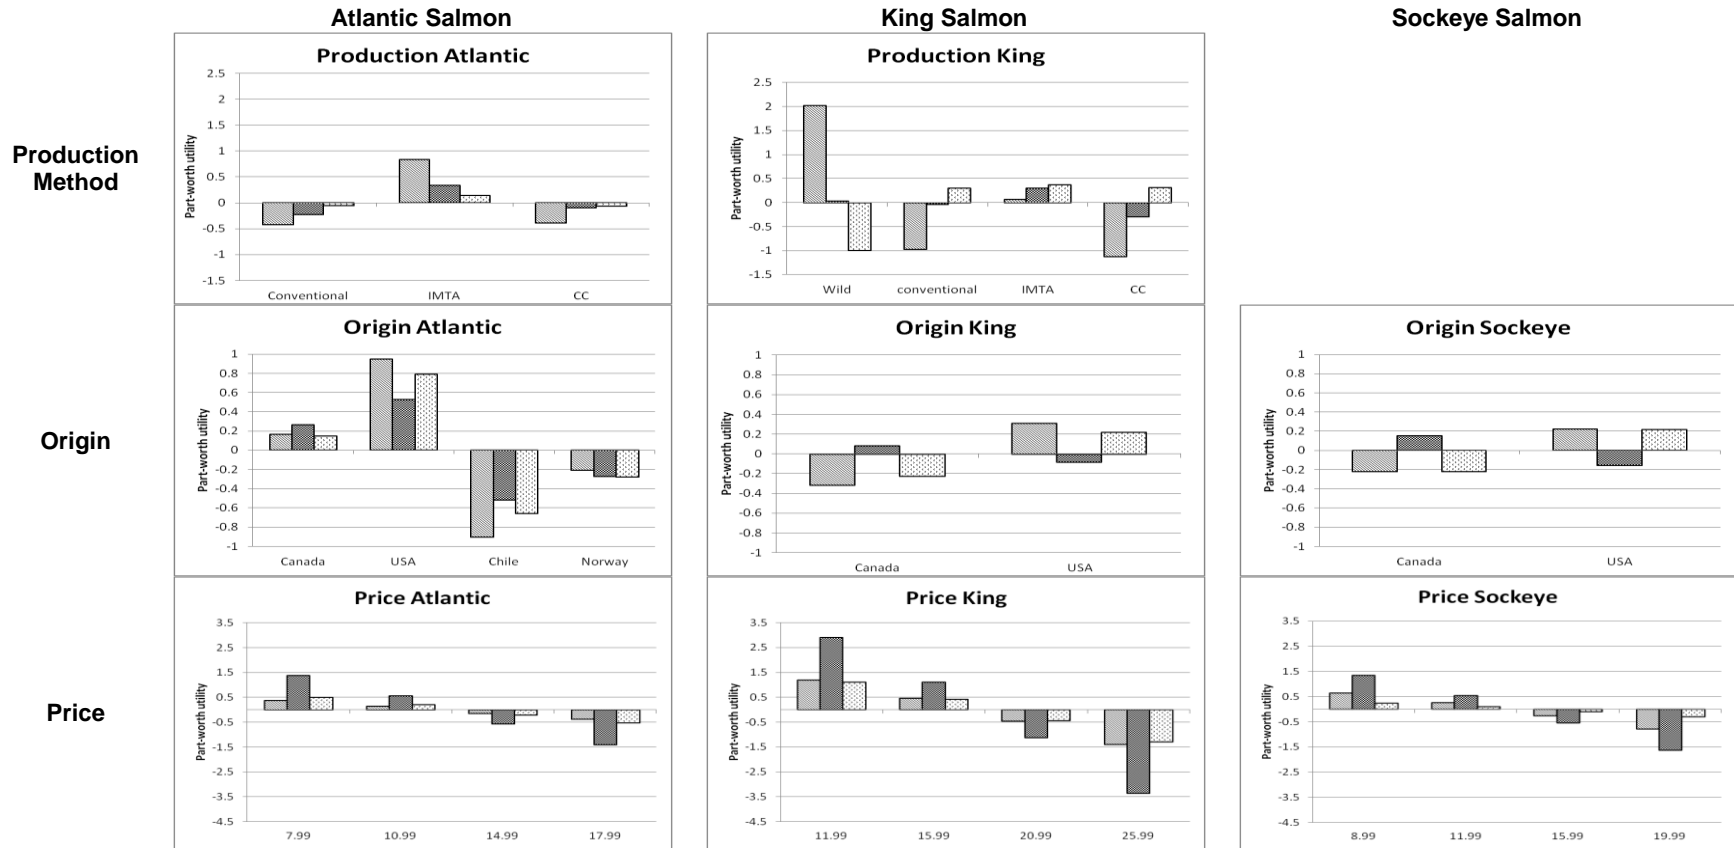 Atlantic Salmon
King Salmon
Sockeye Salmon
Production
Method
Production Atlantic
Part-worth utility
2.5
2
1.5
1
0.5
0
-0.5
-1
-1.5
Conventional IMTA CC
Production King
Part-worth utility
2.5
2
1.5
1
0.5
0
-0.5
-1
-1.5
Wild conventional IMTA CC
Origin
Origin Atlantic
Part-worth utility
1
0.8
0.6
0.4
0.2
0
-0.2
-0.4
-0.6
-0.8
-1
Canada USA Chile Norway
Origin King
Part-worth utility
1
0.8
0.6
0.4
0.2
0
-0.2
-0.4
-0.6
-0.8
-1
Canada USA
Origin Sockeye
Part-worth utility
1
0.8
0.6
0.4
0.2
0
-0.2
-0.4
-0.6
-0.8
-1
Canada USA
Price
Price Atlantic
Part-worth utility
3.5
2.5
1.5
0.5
-0.5
-1.5
-2.5
-3.5
-4.5
7.99 10.99 14.99 17.99
Price King
Part-worth utility
3.5
2.5
1.5
0.5
-0.5
-1.5
-2.5
-3.5
-4.5
11.99 15.99 20.99 25.99
Price Sockeye
Part-worth utility
3.5
2.5
1.5
0.5
-0.5
-1.5
-2.5
-3.5
-4.5
8.99 11.99 15.99 19.99